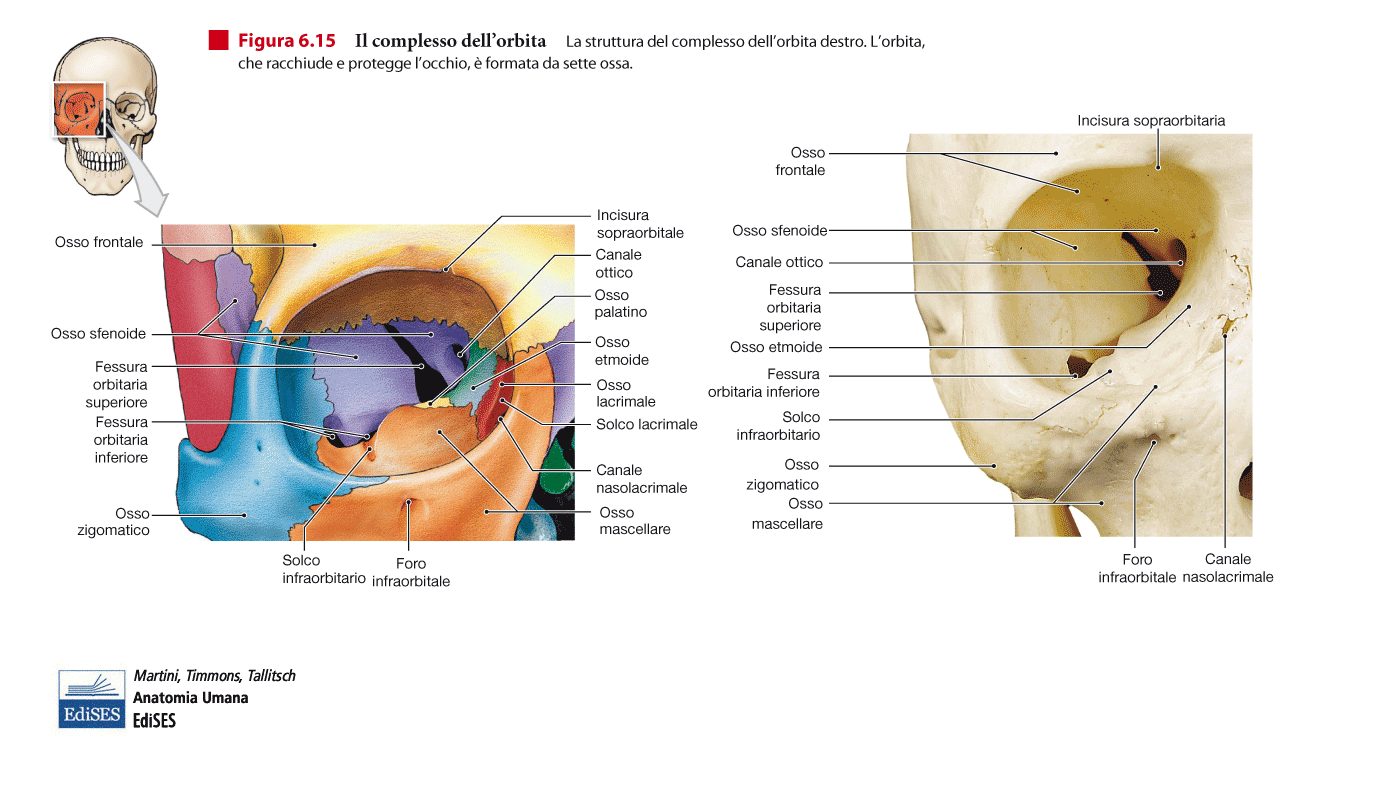 Figura 6.15 Il complesso dell'orbita La struttura del complesso dell'orbita destro. L'orbita,
che racchiude e protegge l'occhio, è formata da sette ossa.
Osso frontale
Osso sfenoide
Fessura
orbitaria
superiore
Fessura
orbitaria
inferiore
Osso
zigomatico
Solco
infraorbitario
Foro
infraorbitale
Incisura
sopraorbitale
Canale
ottico
Osso
palatino
Osso
etmoide
Osso
lacrimale
Solco lacrimale
Canale
nasolacrimale
Osso
mascellare
Incisura sopraorbitaria
Osso
frontale
Osso sfenoide
Canale ottico
Fessura
orbitaria
superiore
Osso etmoide
Fessura
orbitaria inferiore
Solco
infraorbitario
Osso
zigomatico
Osso
mascellare
Foro
infraorbitale
Canale
nasolacrimale
EdiSES
Martini, Timmons, Tallitsch
Anatomia Umana
EdiSES